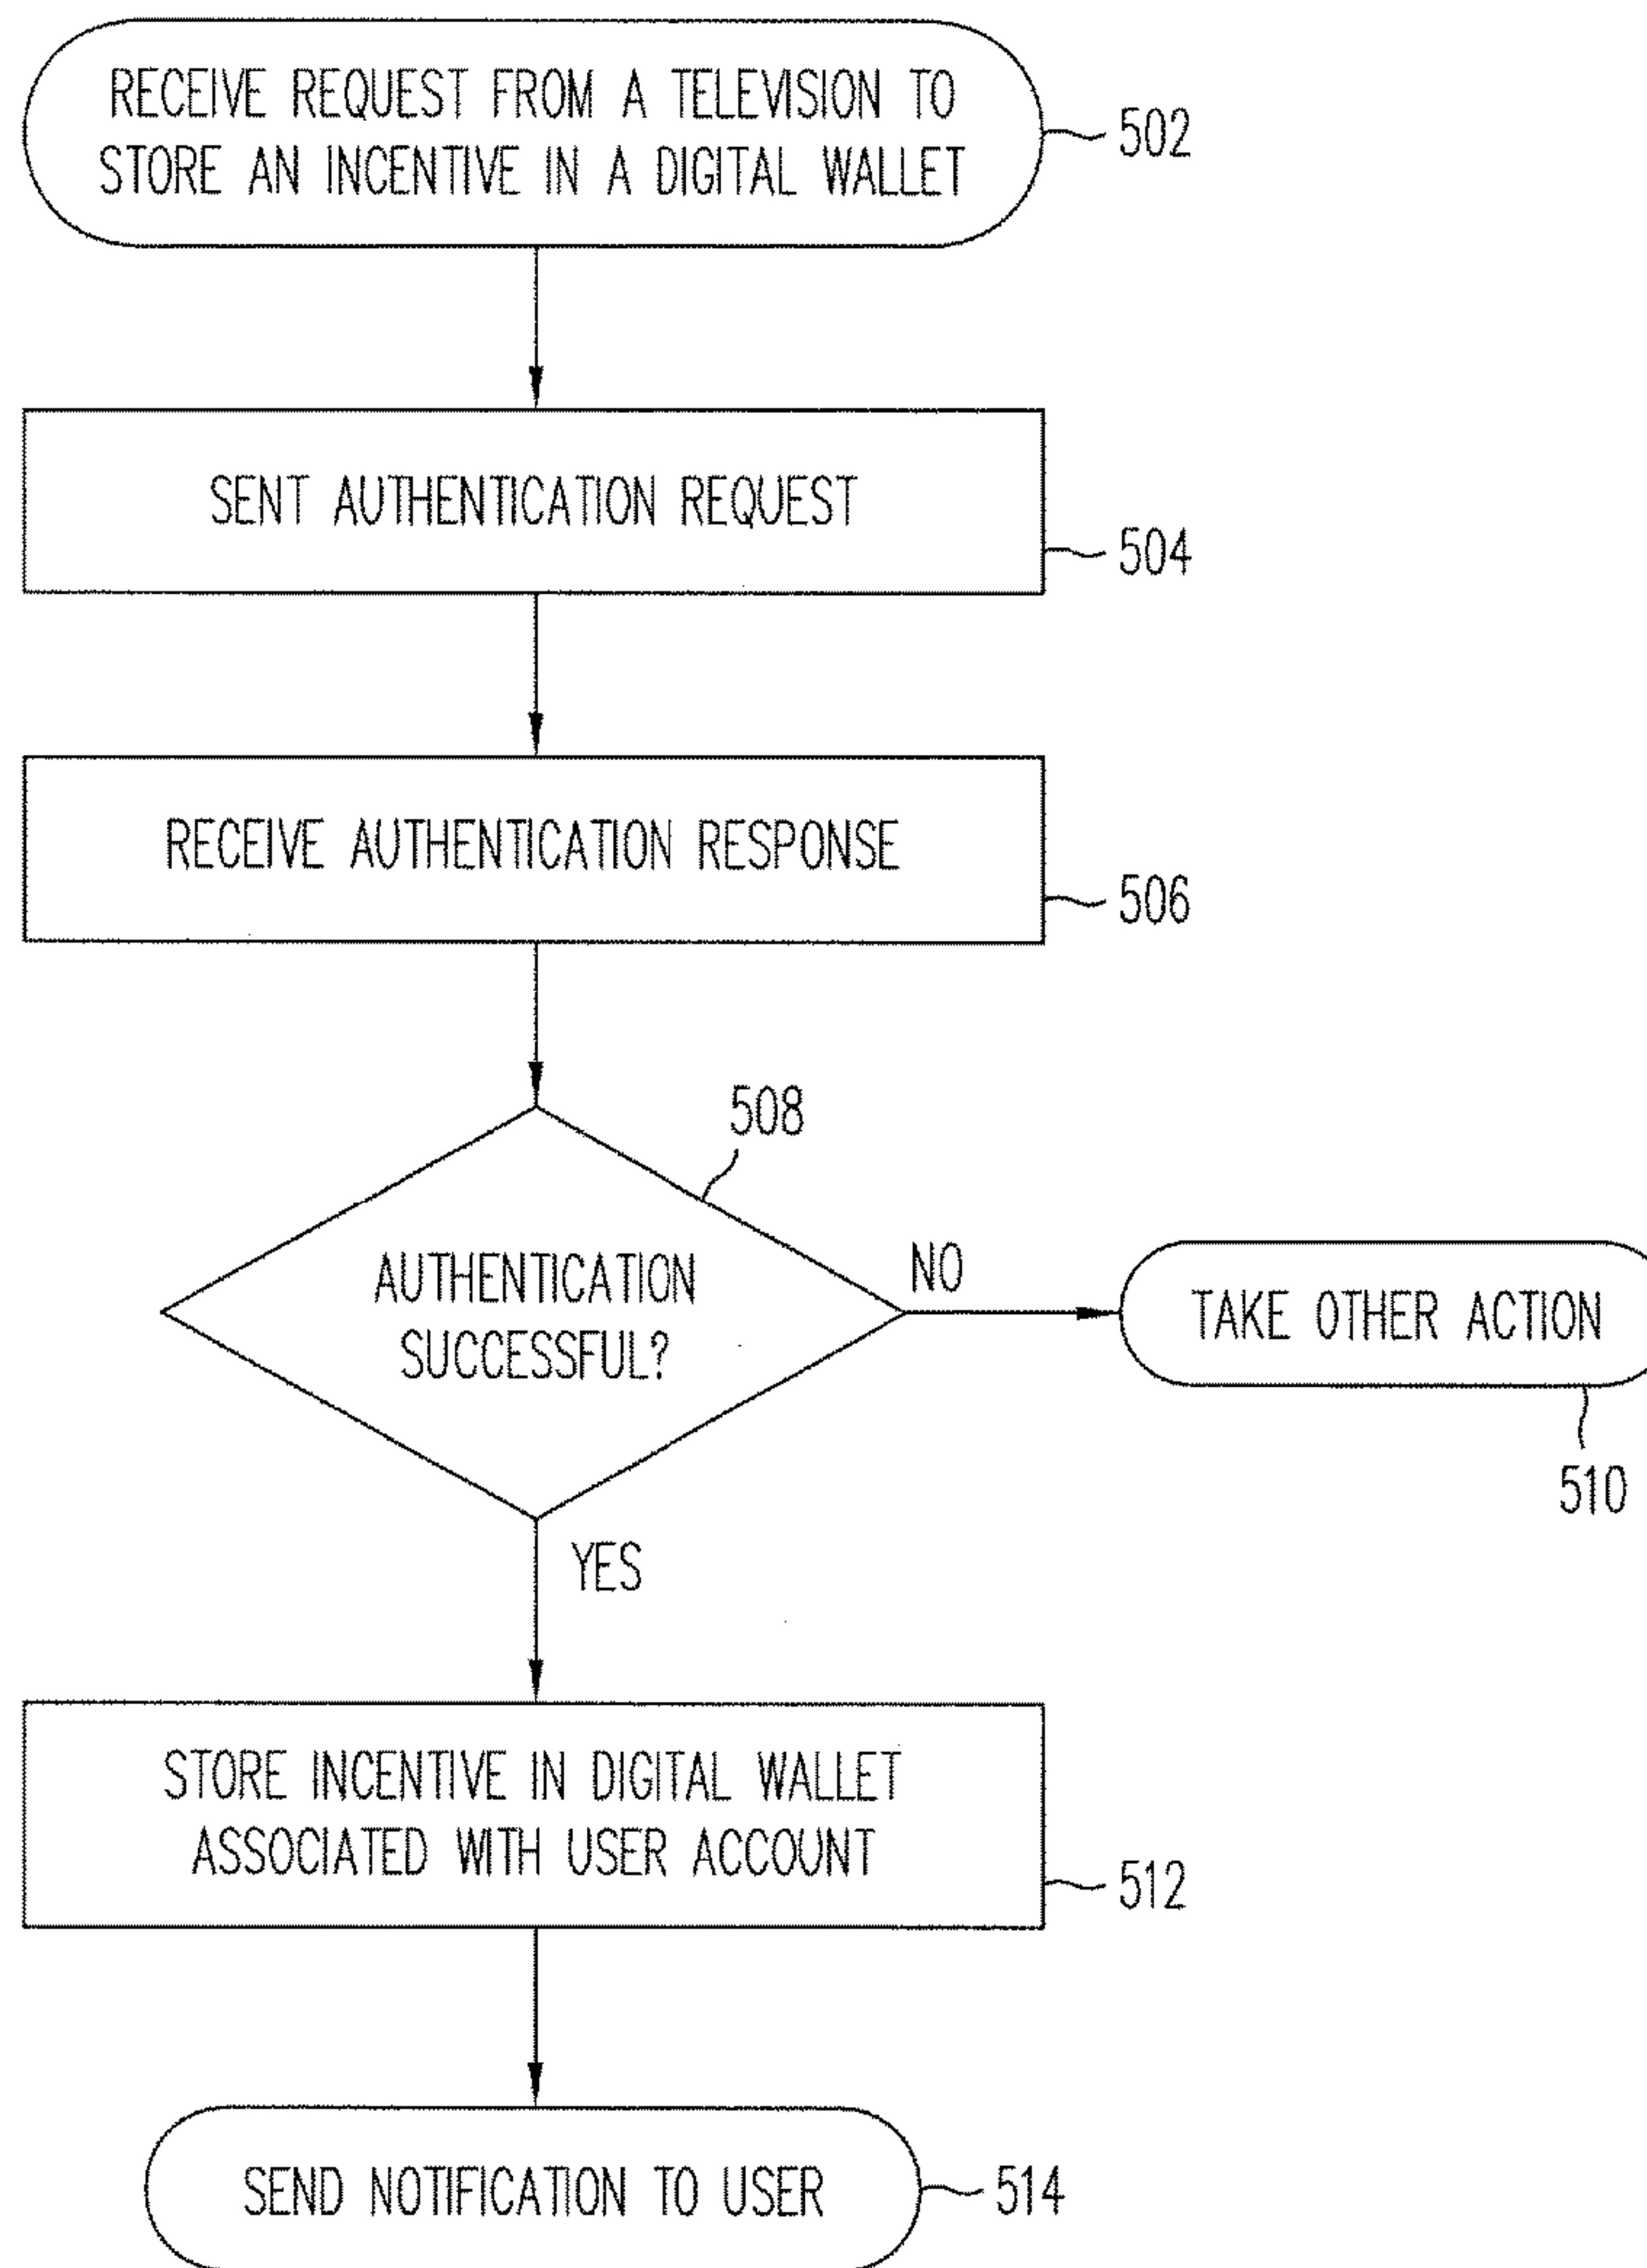 RECEIVE REQUEST FROM A TELEVISION TO
STORE AN INCENTIVE IN A DIGITAL WALLET
502
SENT AUTHENTICATION REQUEST
504
RECEIVE AUTHENTICATION RESPONSE
506
508
AUTHENTICATION
SUCCESSFUL?
NO
TAKE OTHER ACTION
510
YES
STORE INCENTIVE IN DIGITAL WALLET
ASSOCIATED WITH USER ACCOUNT
512
SEND NOTIFICATION TO USER
514